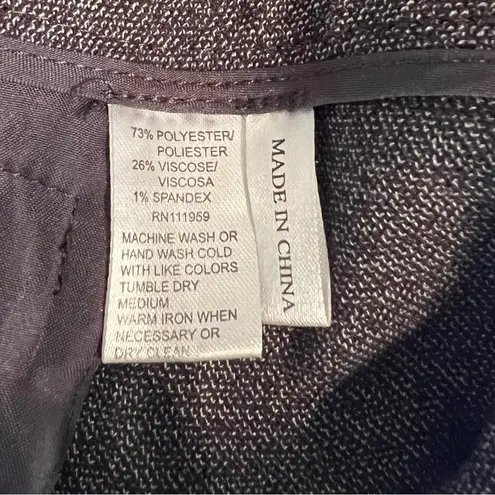 73% POLYESTER/
POLIESTER
26% VISCOSE/
VISCOSA
1% SPANDEX
RN111959
MACHINE WASH OR
HAND WASH COLD
WITH LIKE COLORS
TUMBLE DRY
MEDIUM
WARM IRON WHEN
NECESSARY OR
DRY CLEAN
MADE IN CHINA